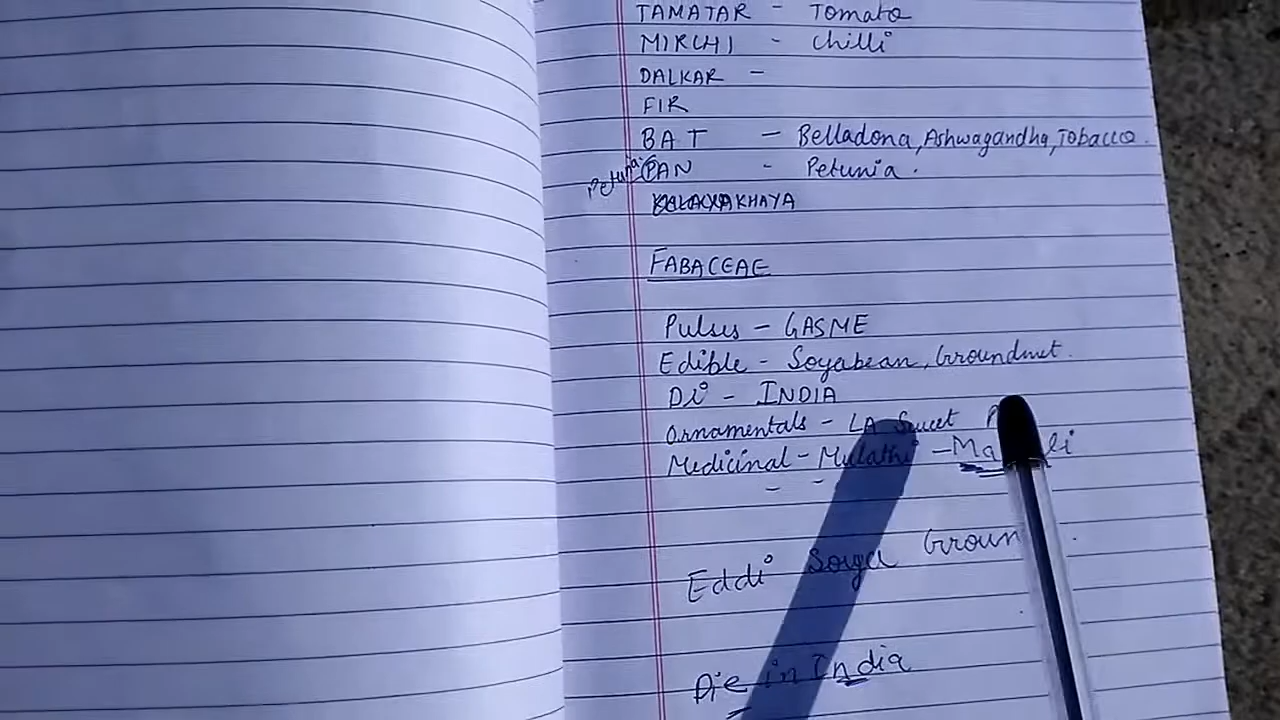 TAMATAR - Tomato
MIRCHI - Chilli
DALKAR -
FIR
BAT - Belladona, Ashwagandha, Tobacco.
Petunia PAN - Petunia.
KHAYA
FABACEAE
Pulses - GASME
Edible - Soyabean, Groundnut.
Di - INDIA
Ornamentals - LA Sweet
Medicinal - Mulathi -
Eddi Soya Groun
Die in India